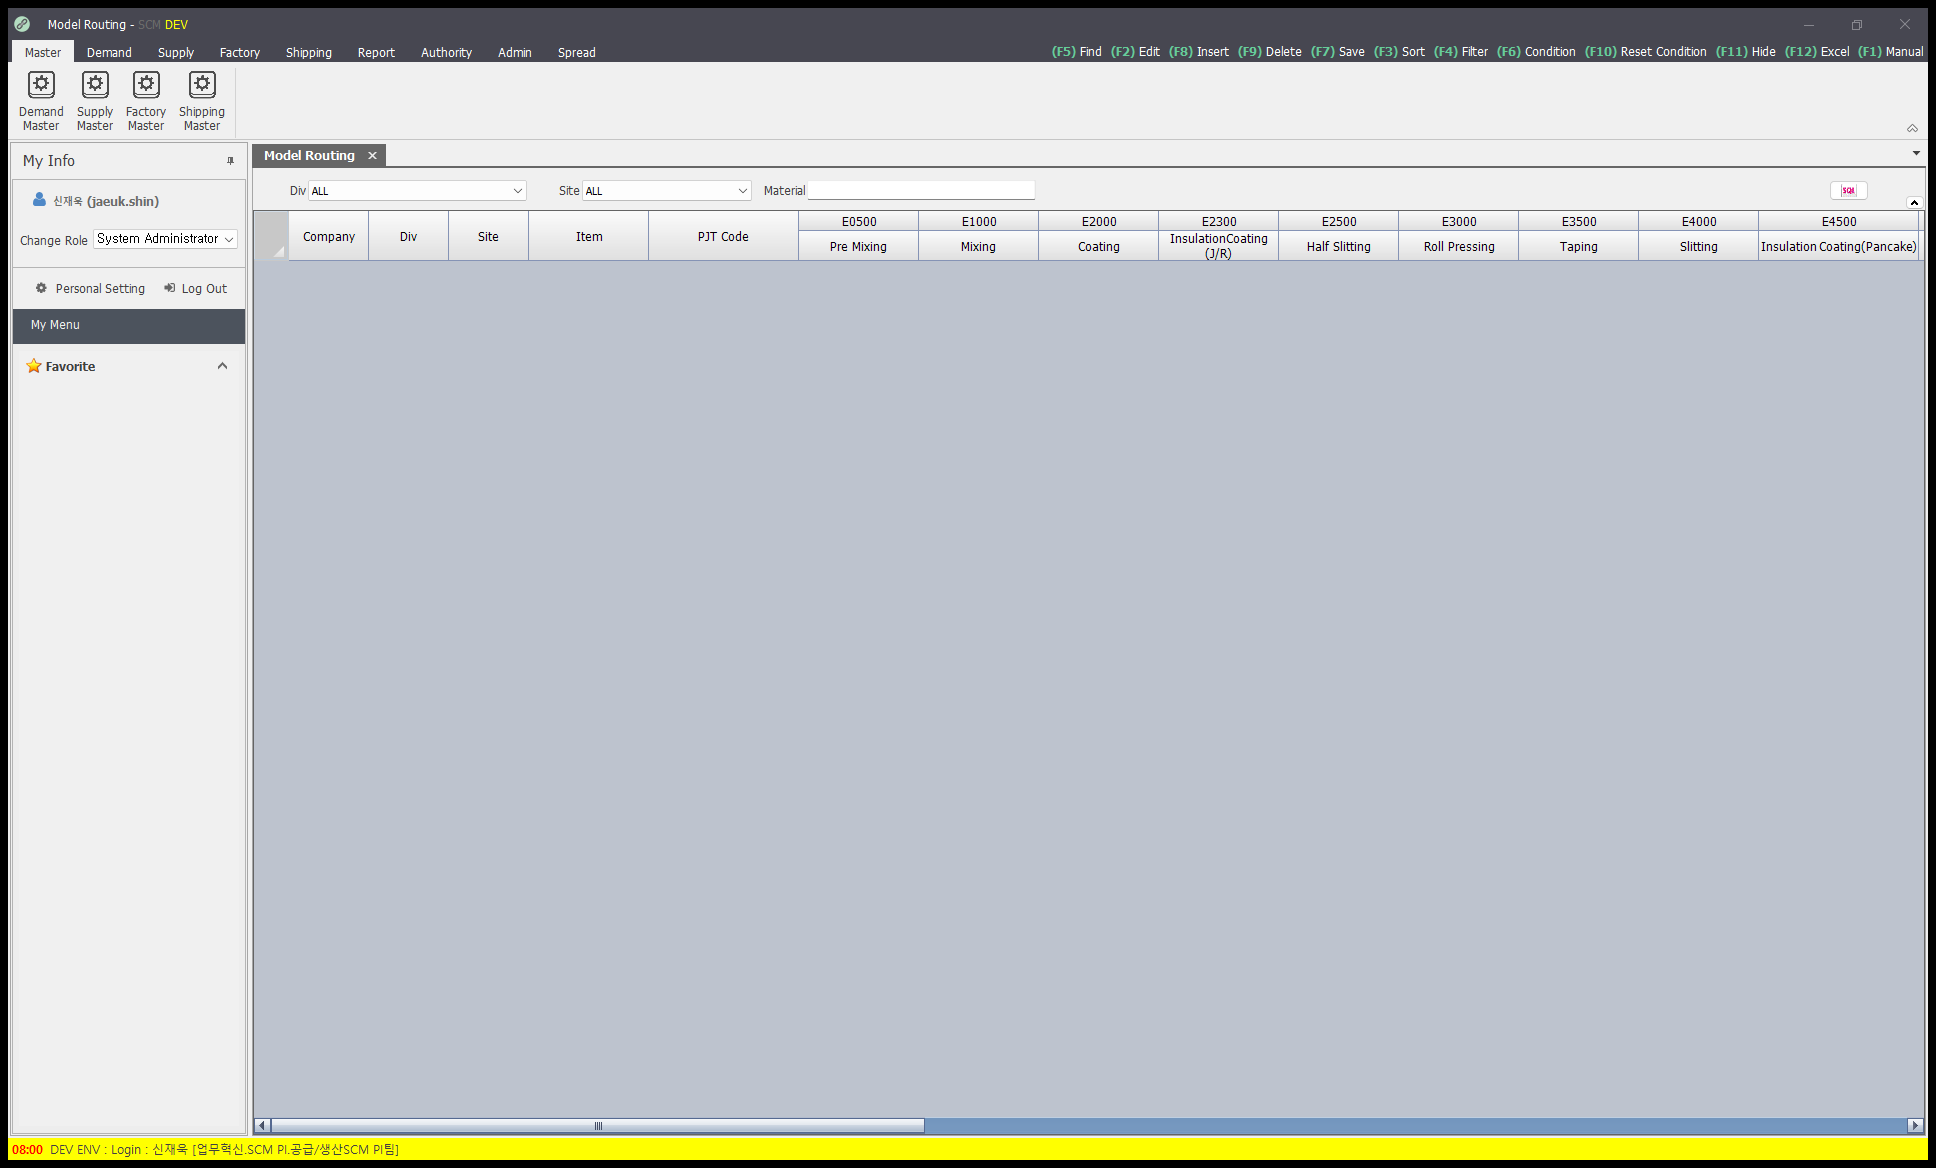 Model Routing - SCM DEV
Master Demand Supply Factory Shipping Report Authority Admin Spread (F5) Find (F2) Edit (F8) Insert (F9) Delete (F7) Save (F3) Sort (F4) Filter (F6) Condition (F10) Reset Condition (F11) Hide (F12) Excel (F1) Manual
Demand Master
Supply Master
Factory Master
Shipping Master
My Info
신재욱 (jaeuk.shin)
Change Role System Administrator
Personal Setting Log Out
My Menu
Favorite
Model Routing
Div ALL Site ALL Material SQL
Company Div Site Item PJT Code
E0500 E1000 E2000 E2300 E2500 E3000 E3500 E4000 E4500
Pre Mixing Mixing Coating InsulationCoating (J/R) Half Slitting Roll Pressing Taping Slitting Insulation Coating(Pancake)
08:00 DEV ENV : Login : 신재욱 [업무혁신.SCM PI.공급/생산SCM PI팀]